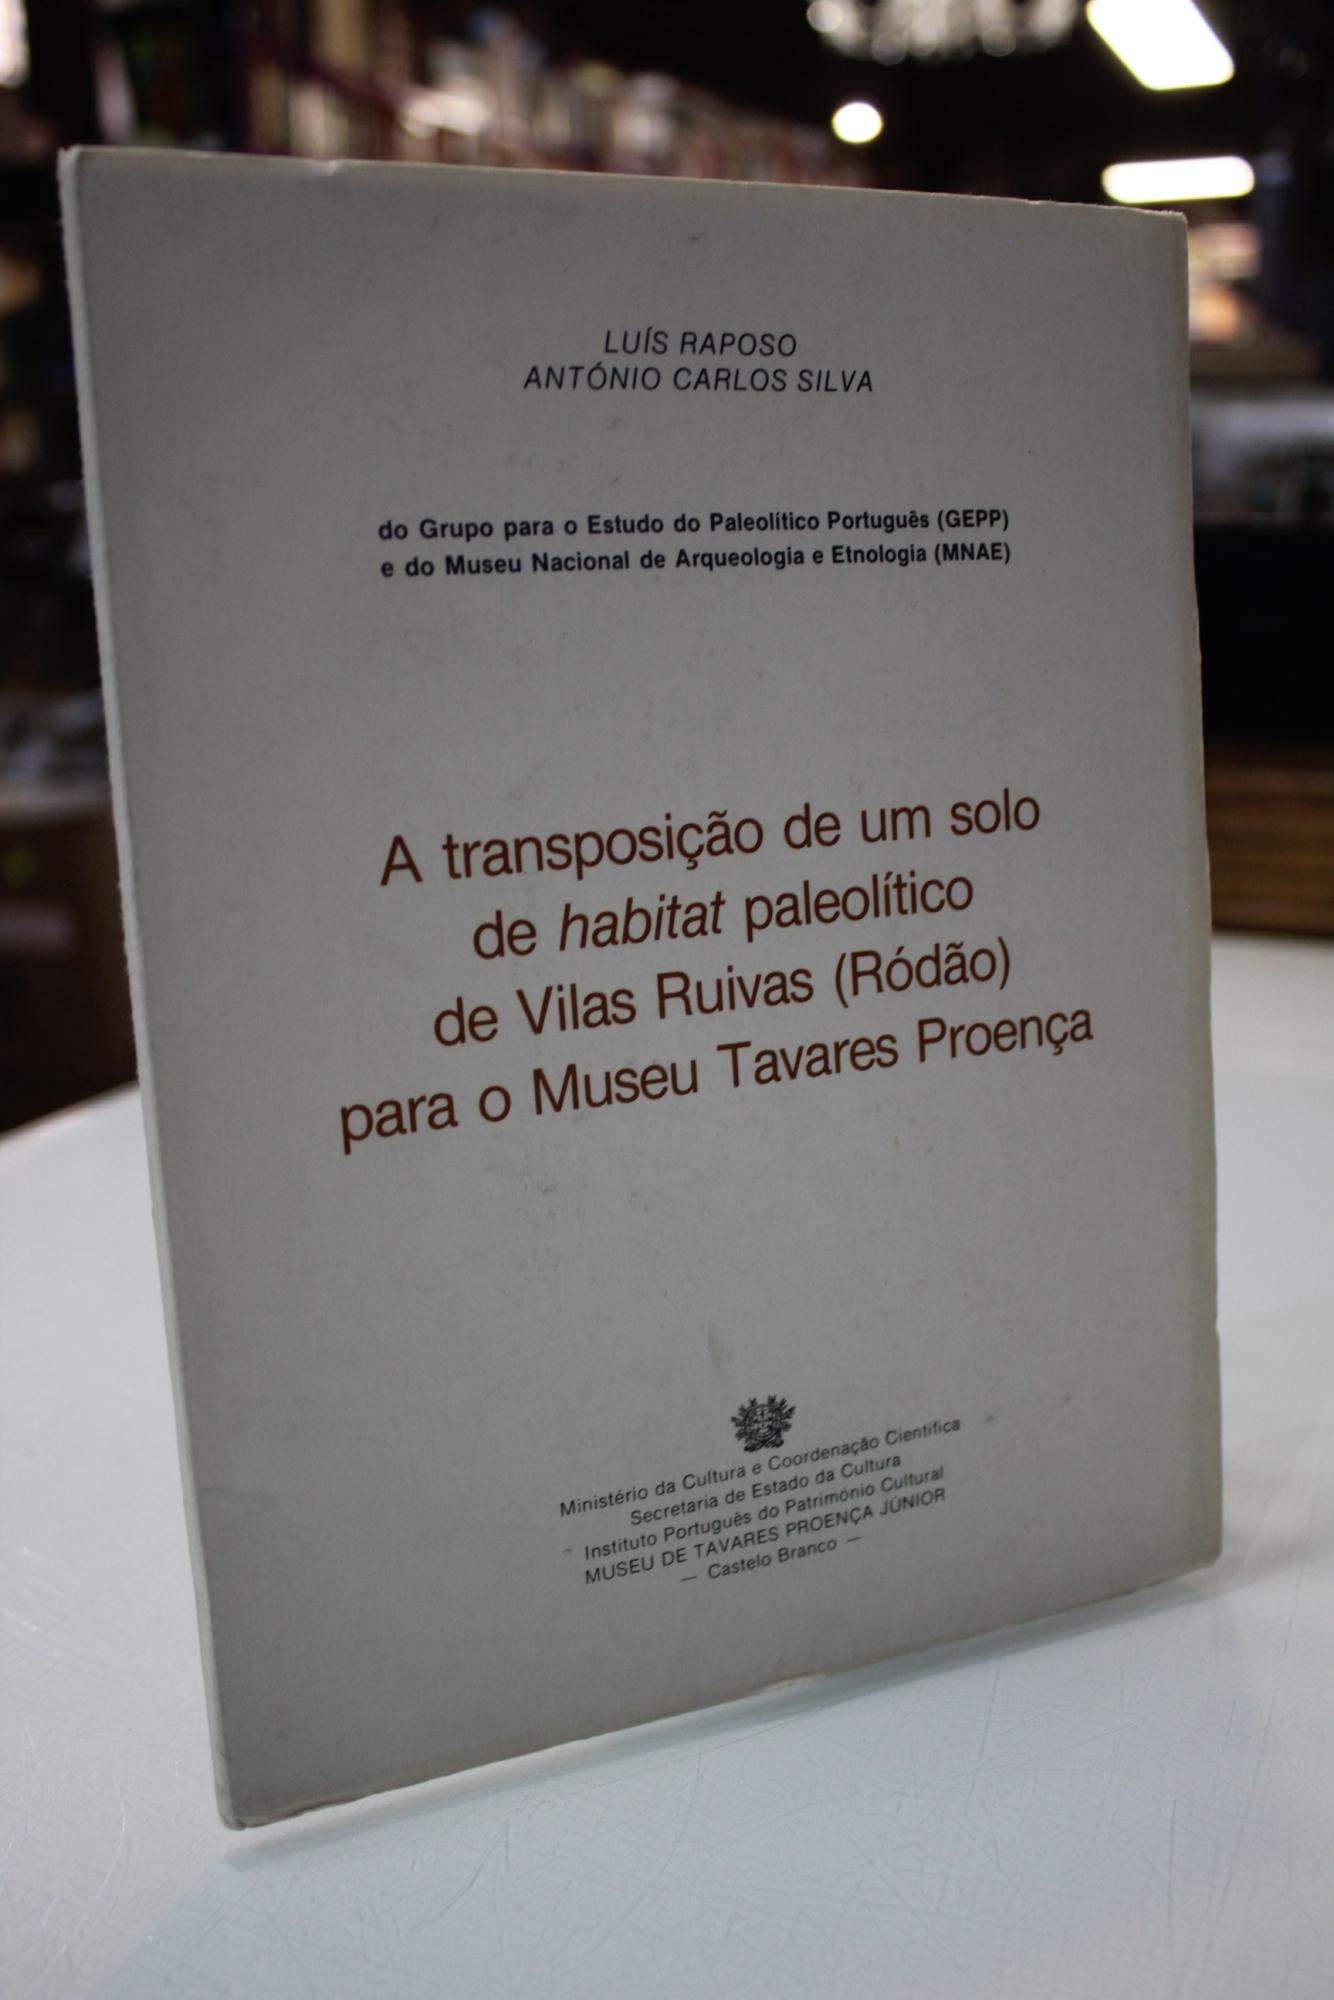 LUÍS RAPOSO
ANTÓNIO CARLOS SILVA
do Grupo para o Estudo do Paleolítico Português (GEPP)
e do Museu Nacional de Arqueologia e Etnologia (MNAE)
A transposição de um solo
de habitat paleolítico
de Vilas Ruivas (Ródão)
para o Museu Tavares Proença
Ministério da Cultura e Coordenação Científica
Secretaria de Estado da Cultura
Instituto Português do Património Cultural
MUSEU DE TAVARES PROENÇA JÚNIOR
— Castelo Branco —